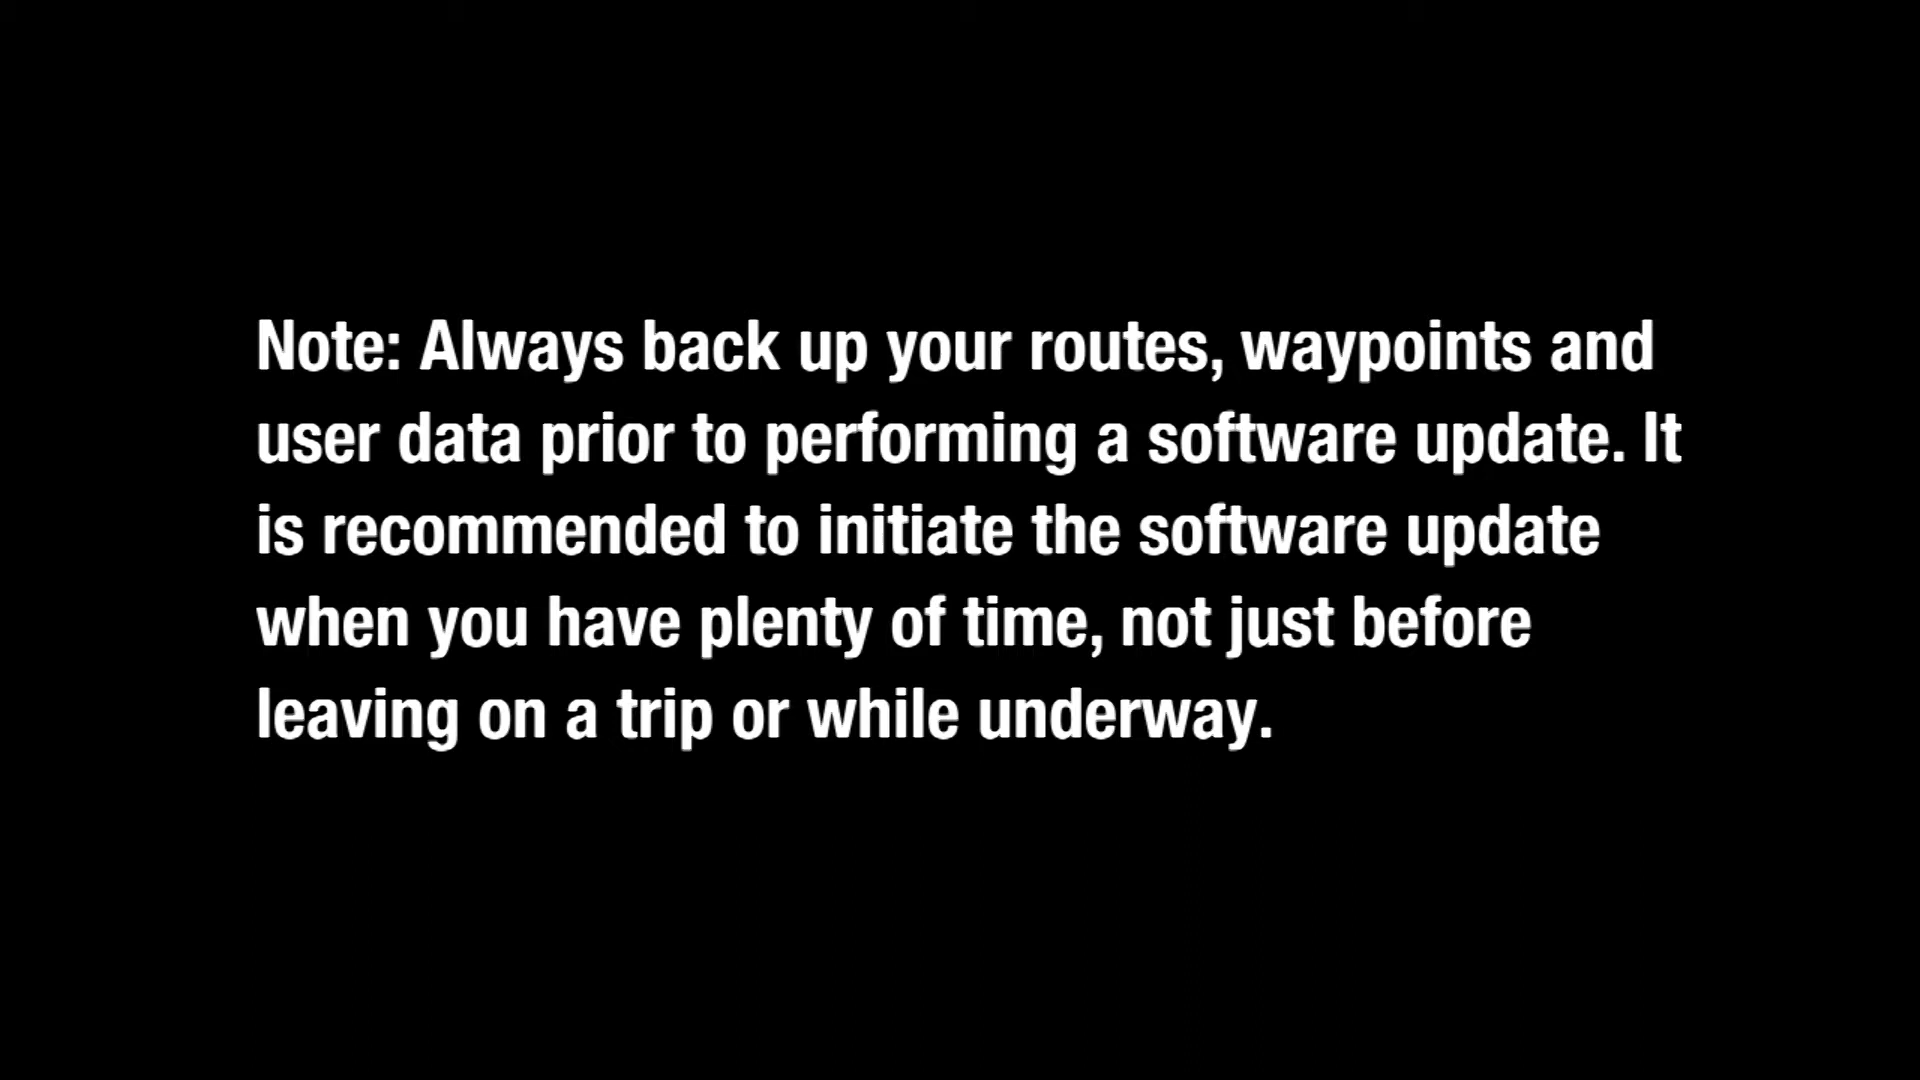 Note: Always back up your routes, waypoints and
user data prior to performing a software update. It
is recommended to initiate the software update
when you have plenty of time, not just before
leaving on a trip or while underway.